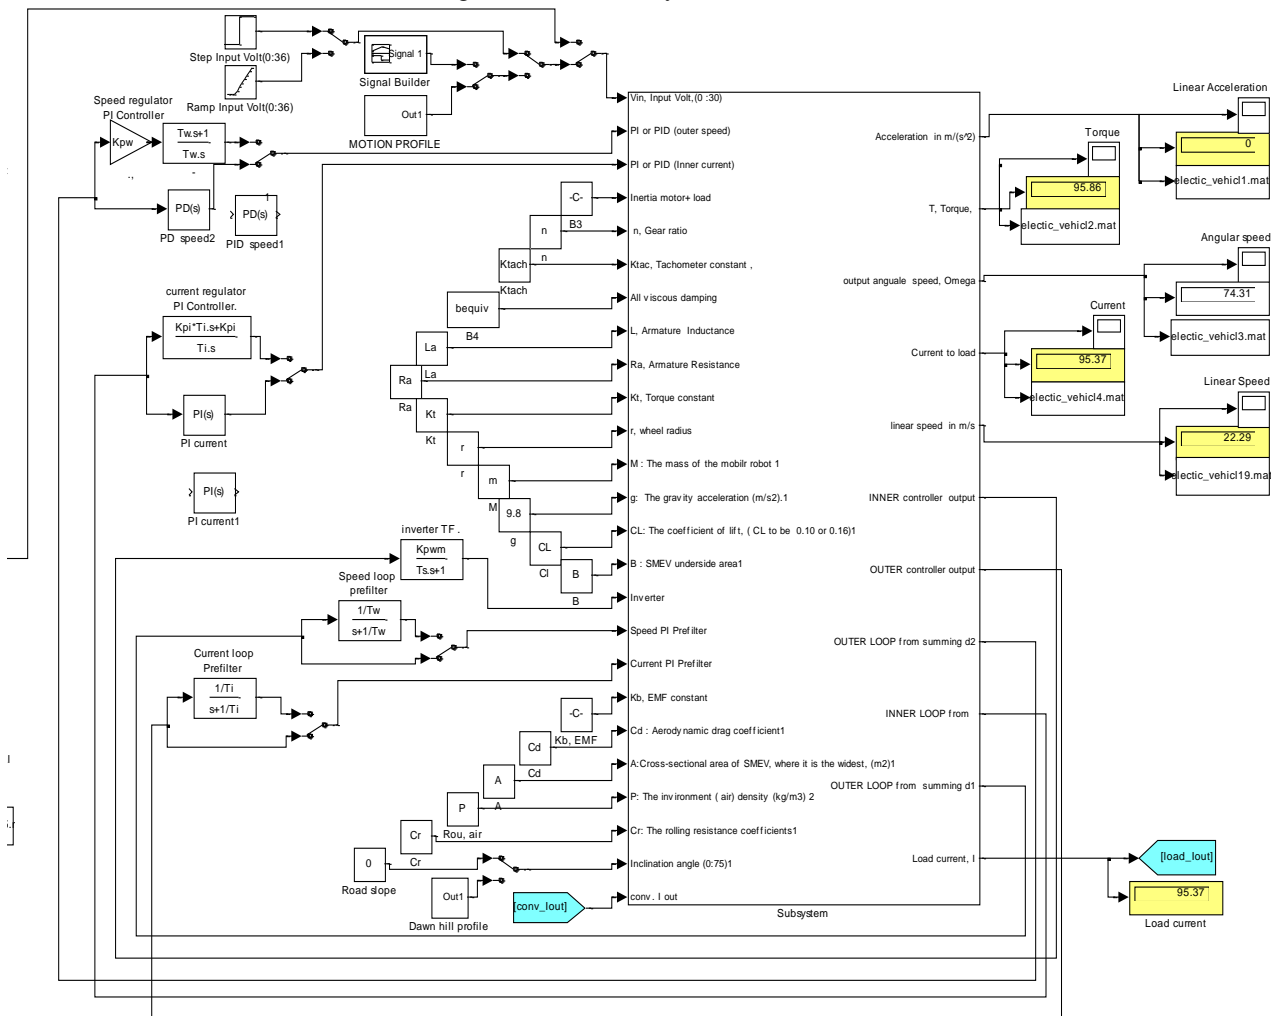 Step Input Volt(0:36)
Ramp Input Volt(0:36)
Signal 1
Signal Builder
Out1
MOTION PROFILE
Speed regulator
PI Controller
Kpw
Tw.s+1
Tw.s
PD(s)
PD speed2
1
PD(s)
PID speed1
current regulator
PI Controller.
Kpi*Ti.s+Kpi
Ti.s
PI(s)
PI current
PI(s)
PI current1
inverter TF .
Kpwm
Ts.s+1
Speed loop
prefilter
1/Tw
s+1/Tw
Current loop
Prefilter
1/Ti
s+1/Ti
-C-
B3
n
n
Ktach
Ktach
bequiv
B4
La
La
Ra
Ra
Kt
Kt
r
r
m
M
9.8
g
CL
Cl
B
B
-C-
Kb, EMF
Cd
Cd
A
A
P
Rou, air
Cr
Cr
0
Road slope
Out1
Dawn hill profile
[conv_Iout]
Vin, Input Volt,(0 :30)
PI or PID (outer speed)
PI or PID (Inner current)
Inertia motor+ load
n, Gear ratio
Ktac, Tachometer constant ,
All viscous damping
L, Armature Inductance
Ra, Armature Resistance
Kt, Torque constant
r, wheel radius
M : The mass of the mobilr robot 1
g: The gravity acceleration (m/s2).1
CL: The coefficient of lift, ( CL to be 0.10 or 0.16)1
B : SMEV underside area1
Inverter
Speed PI Prefilter
Current PI Prefilter
Kb, EMF constant
Cd : Aerodynamic drag coefficient1
A:Cross-sectional area of SMEV, where it is the widest, (m2)1
P: The invironment ( air) density (kg/m3) 2
Cr: The rolling resistance coefficients1
Inclination angle (0:75)1
conv. I out
Subsystem
Acceleration in m/(s^2)
T, Torque,
output anguale speed, Omega
Current to load
linear speed in m/s
INNER controller output
OUTER controller output
OUTER LOOP from summing d2
INNER LOOP from
OUTER LOOP from summing d1
Load current, I
Linear Acceleration
0
electic_vehicl1.mat
Torque
95.86
electic_vehicl2.mat
Angular speed
74.31
electic_vehicl3.mat
Current
95.37
electic_vehicl4.mat
Linear Speed
22.29
electic_vehicl19.mat
[load_Iout]
95.37
Load current